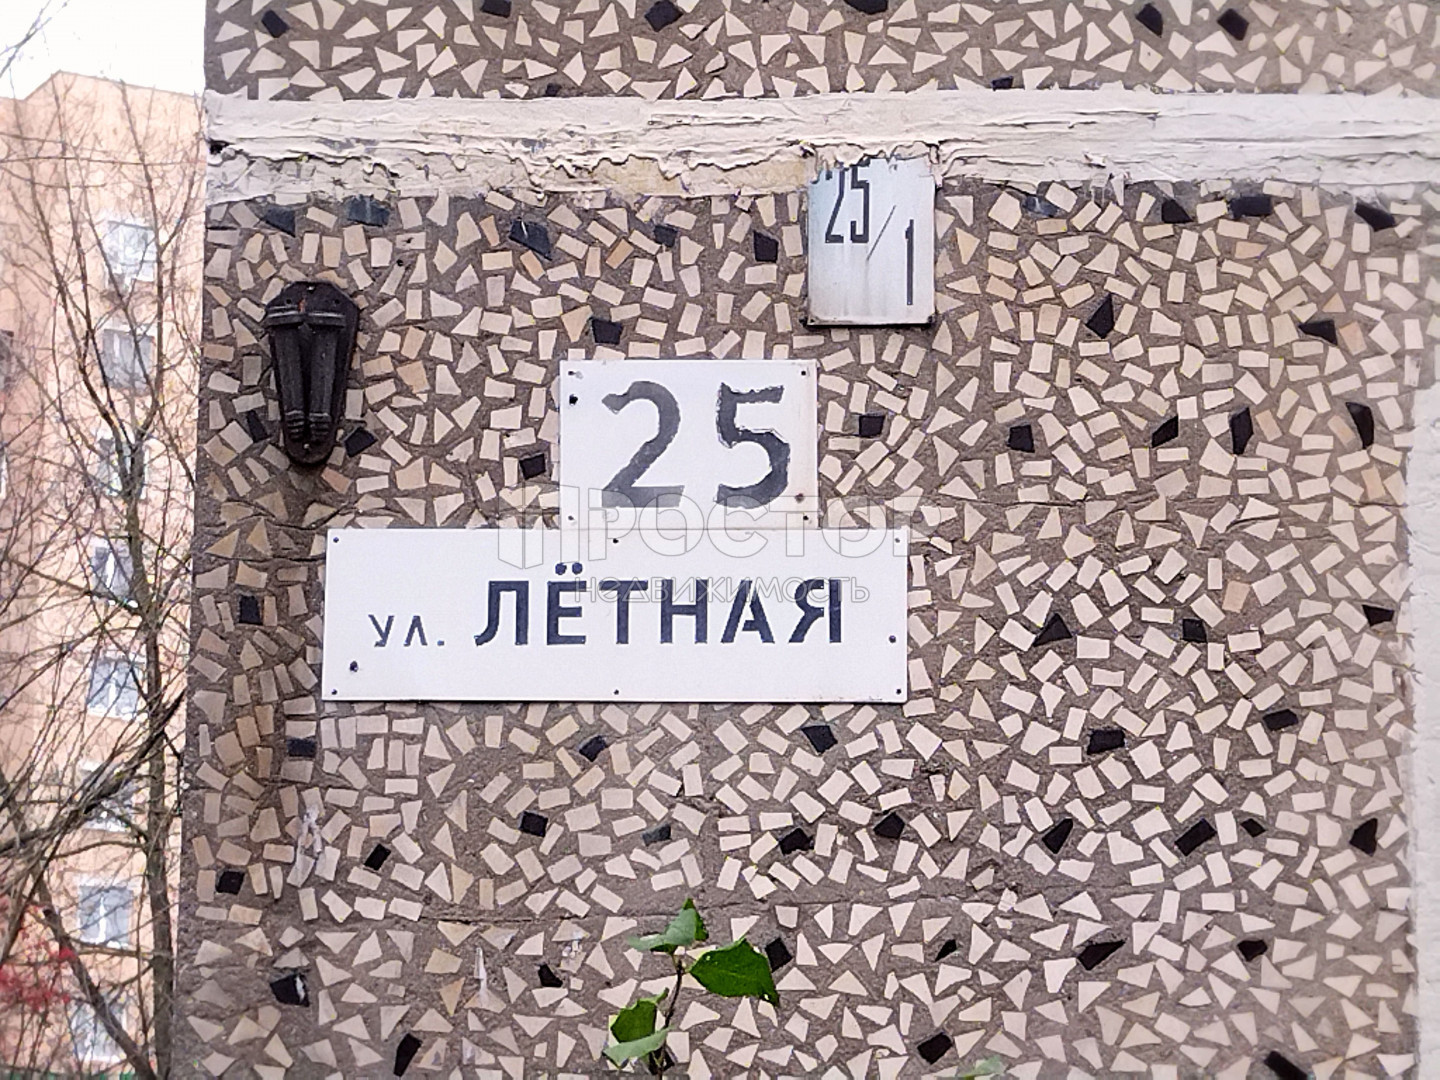 25/1
25
ПРОСТОР
НЕДВИЖИМОСТЬ
ул. ЛЁТНАЯ